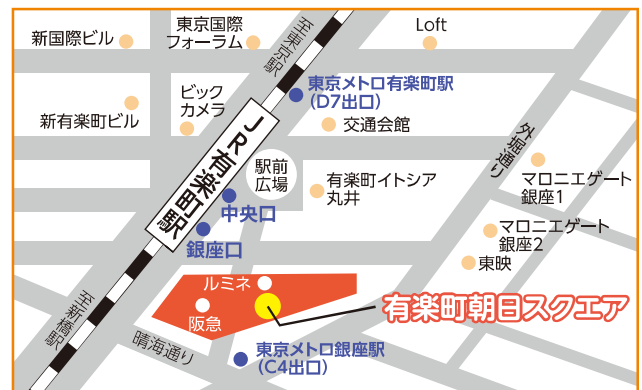 新国際ビル
東京国際
フォーラム
至東京駅
Loft
東京メトロ有楽町駅
（D7出口）
ビック
カメラ
新有楽町ビル
交通会館
外堀通り
JR有楽町駅
駅前
広場
有楽町イトシア
丸井
マロニエゲート
銀座1
中央口
銀座口
マロニエゲート
銀座2
東映
ルミネ
阪急
有楽町朝日スクエア
至新橋駅
晴海通り
東京メトロ銀座駅
（C4出口）